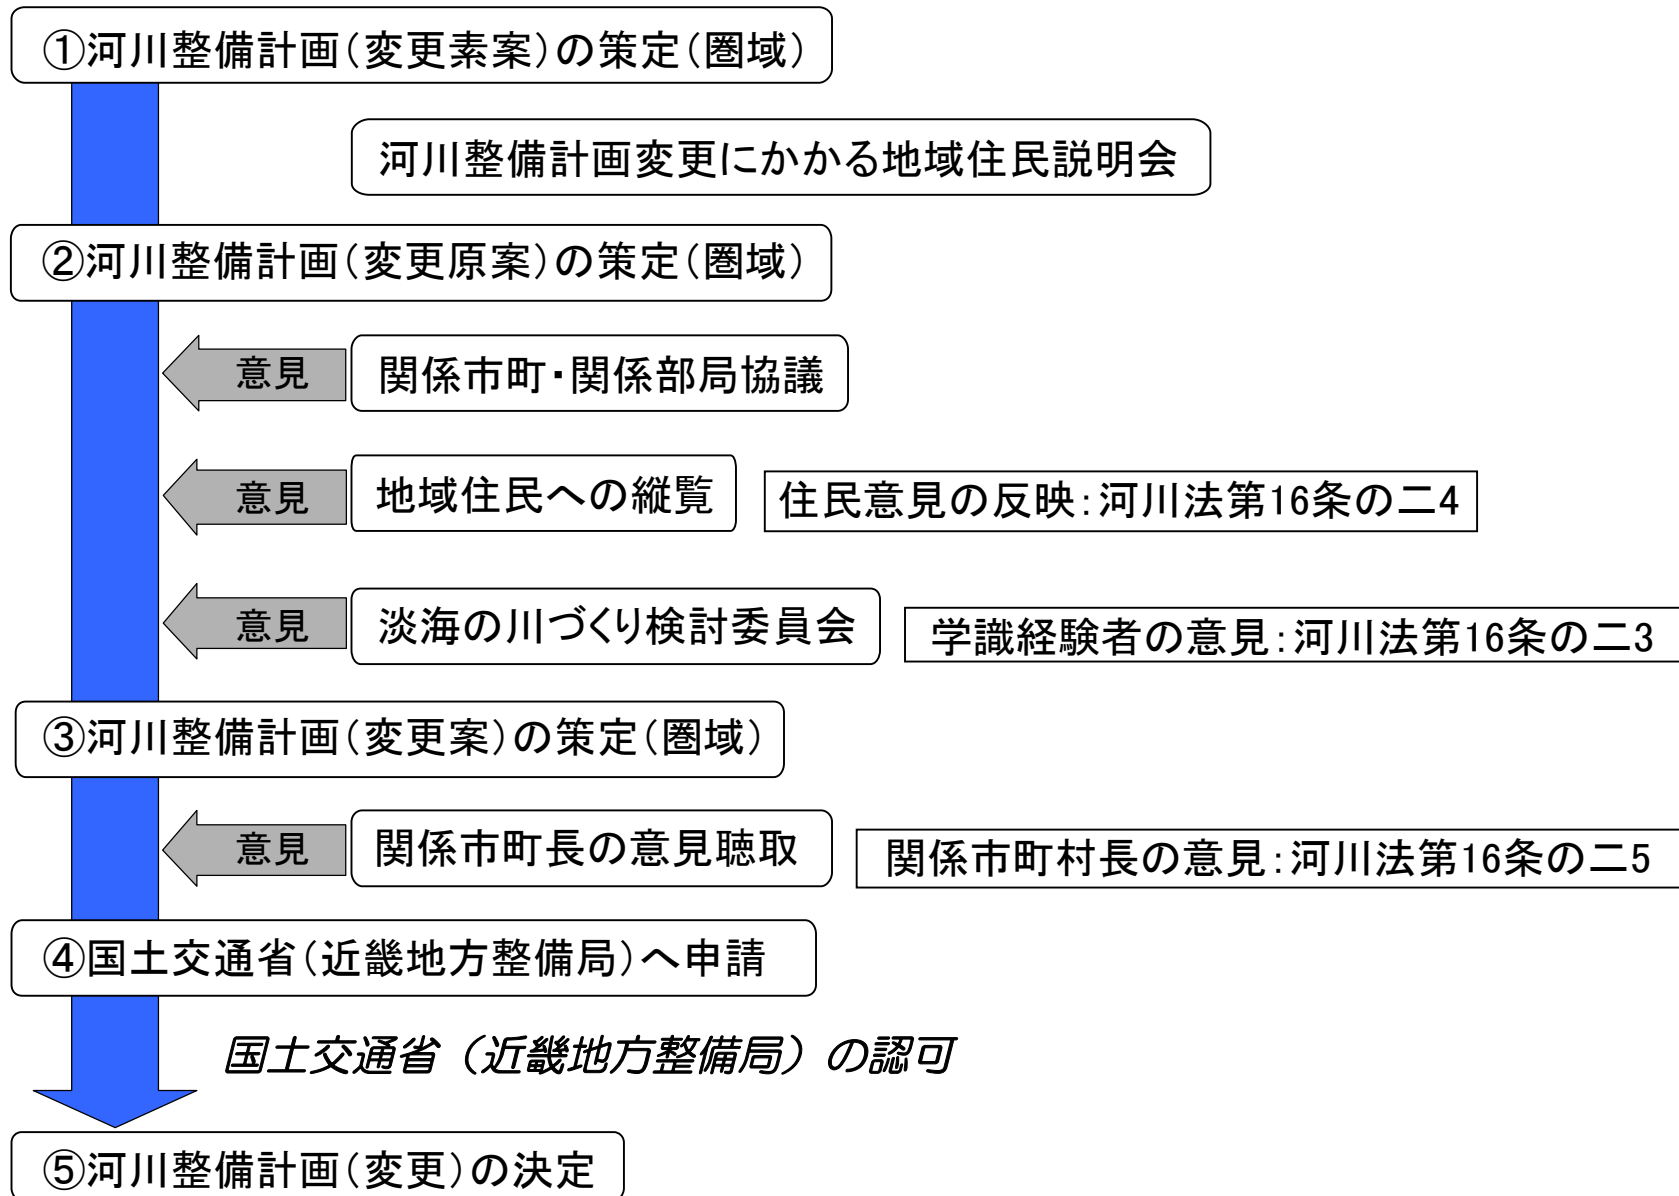 ①河川整備計画(変更素案)の策定(圏域)
河川整備計画変更にかかる地域住民説明会
②河川整備計画(変更原案)の策定(圏域)
意見 関係市町・関係部局協議
意見 地域住民への縦覧 住民意見の反映:河川法第16条の二4
意見 淡海の川づくり検討委員会 学識経験者の意見:河川法第16条の二3
③河川整備計画(変更案)の策定(圏域)
意見 関係市町長の意見聴取 関係市町村長の意見:河川法第16条の二5
④国土交通省(近畿地方整備局)へ申請
国土交通省(近畿地方整備局)の認可
⑤河川整備計画(変更)の決定